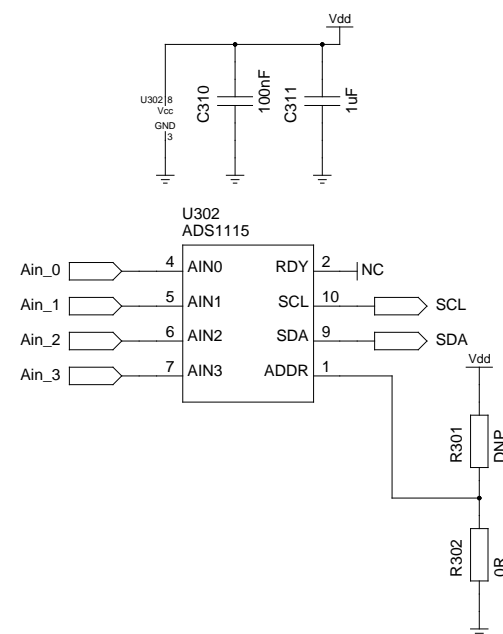 Vdd
U302 8
Vcc
GND
3
C310
100nF
C311
1uF
U302
ADS1115
Ain_0 4 AIN0 RDY 2 NC
Ain_1 5 AIN1 SCL 10 SCL
Ain_2 6 AIN2 SDA 9 SDA
Ain_3 7 AIN3 ADDR 1
Vdd
R301
DNP
R302
0R